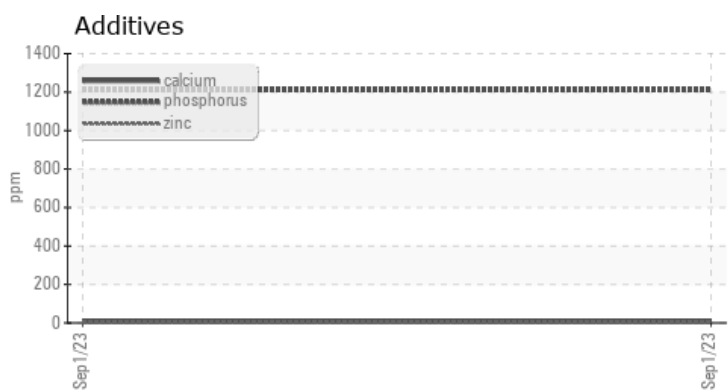 Additives
1400
1200
1000
800
600
400
200
0
ppm
calcium
phosphorus
zinc
Sep1/23
Sep1/23